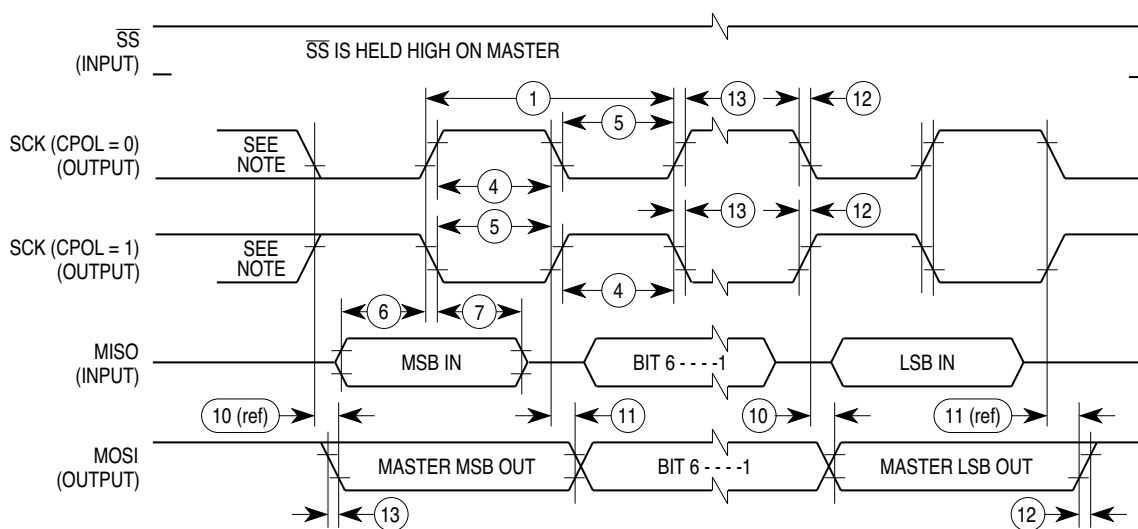 S̅S̅
(INPUT)
S̅S̅ IS HELD HIGH ON MASTER
1
13
12
5
SCK (CPOL = 0)
(OUTPUT)
SEE
NOTE
4
13
12
5
SCK (CPOL = 1)
(OUTPUT)
SEE
NOTE
4
6
7
MISO
(INPUT)
MSB IN
BIT 6 - - - -1
LSB IN
10 (ref)
11
10
11 (ref)
MOSI
(OUTPUT)
MASTER MSB OUT
BIT 6 - - - -1
MASTER LSB OUT
13
12